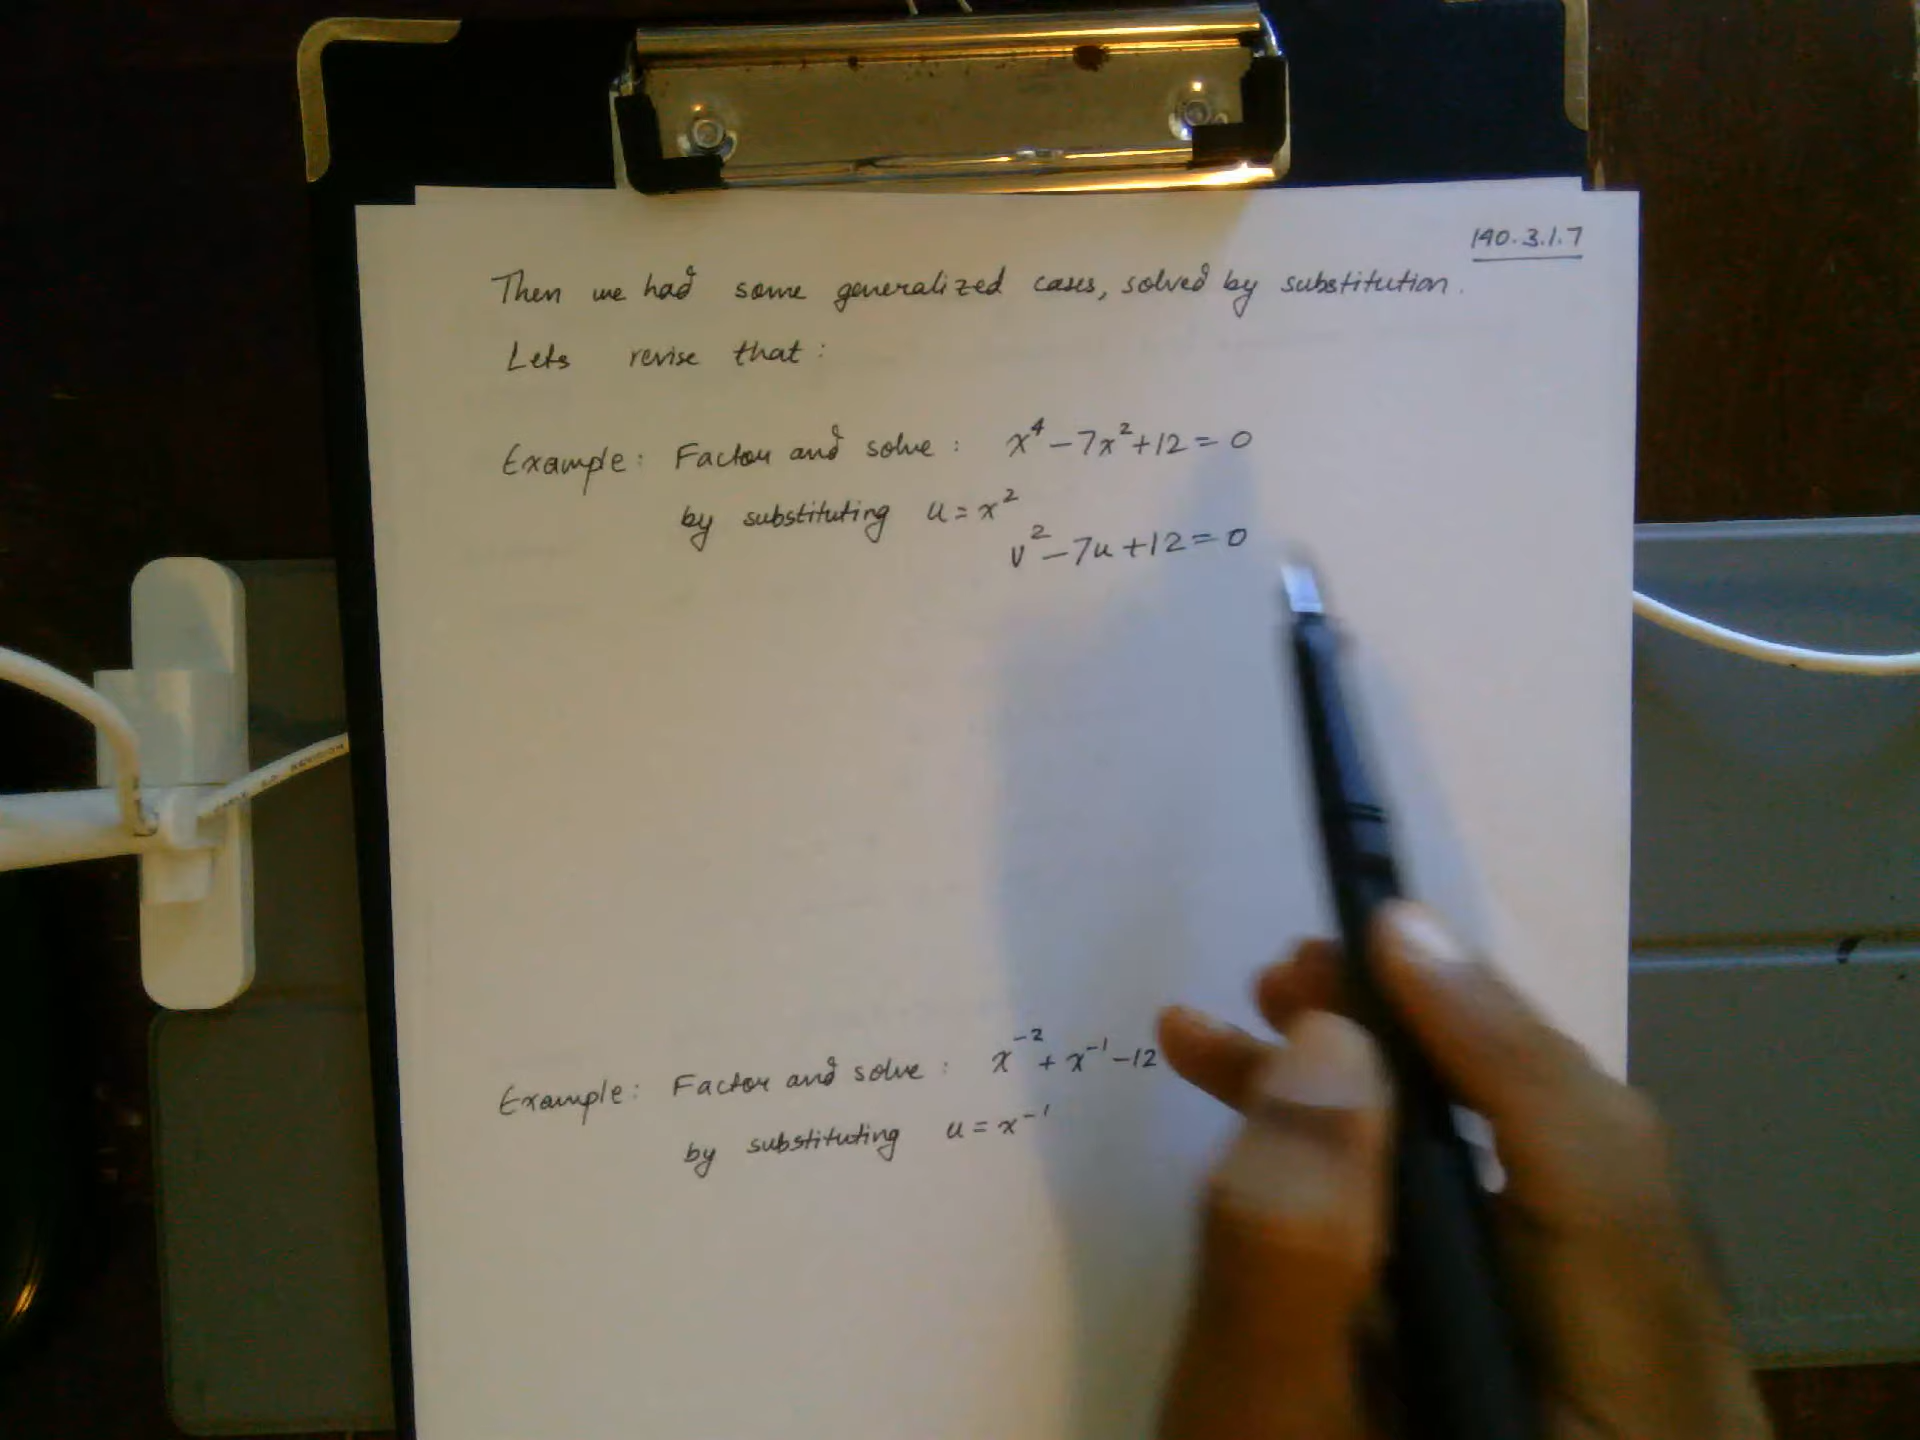 140.3.1.7
Then we had some generalized cases, solved by substitution.
Lets revise that:
Example: Factor and solve: x⁴ - 7x² + 12 = 0
by substituting u = x²
u² - 7u + 12 = 0
Example: Factor and solve: x⁻² + x⁻¹ - 12
by substituting u = x⁻¹